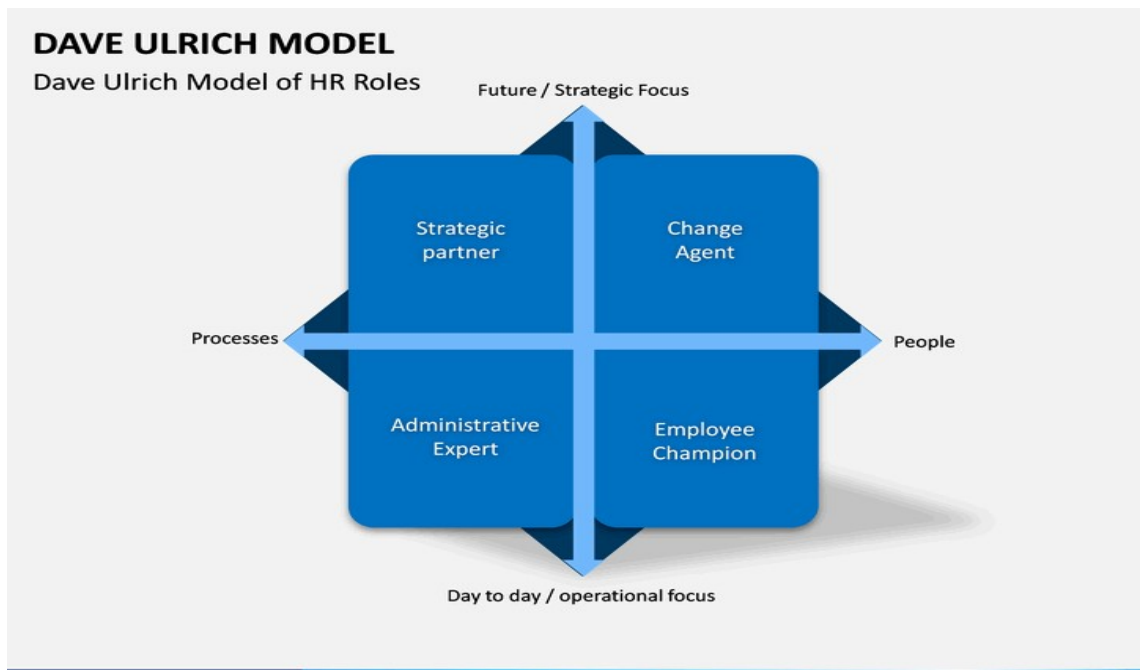 DAVE ULRICH MODEL
Dave Ulrich Model of HR Roles
Future / Strategic Focus
Strategic
partner
Change
Agent
Processes
People
Administrative
Expert
Employee
Champion
Day to day / operational focus